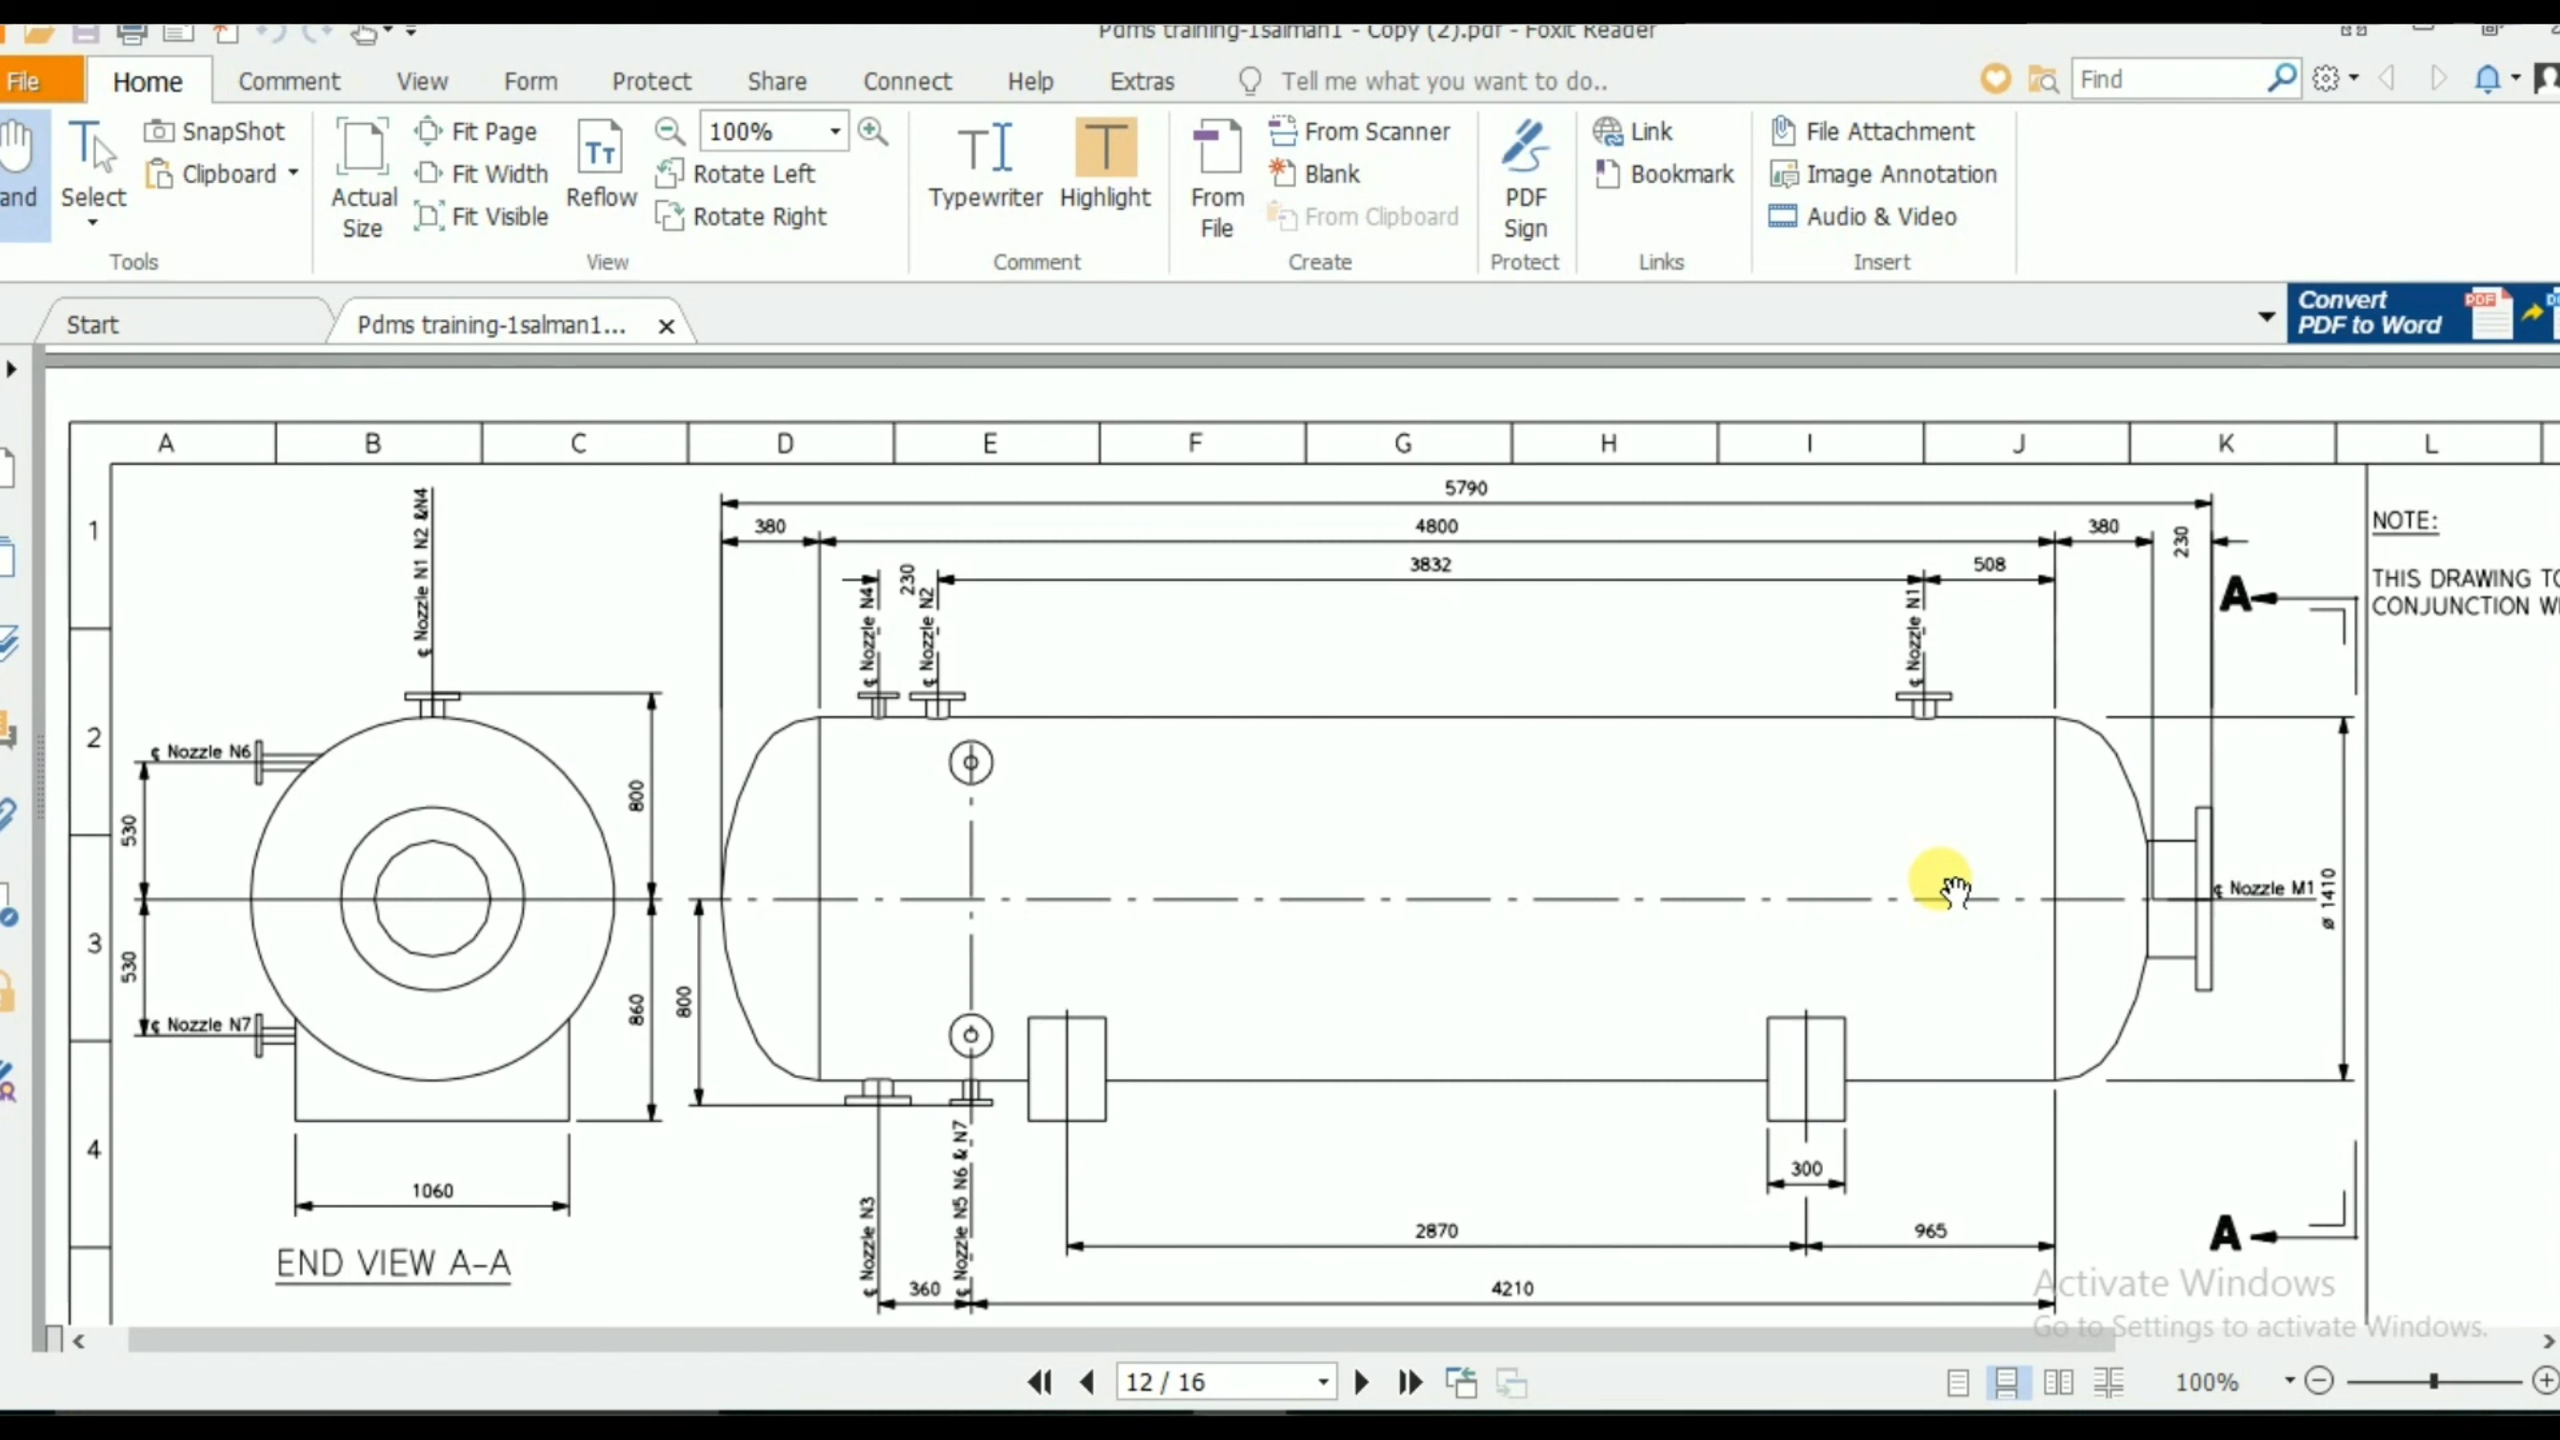 Pdms training-1salman1 - Copy (2).pdf - Foxit Reader
File Home Comment View Form Protect Share Connect Help Extras Tell me what you want to do.. Find
and Select SnapShot Clipboard
Tools
Actual Size Fit Page Fit Width Fit Visible Reflow 100% Rotate Left Rotate Right
View
Typewriter Highlight
Comment
From File From Scanner Blank From Clipboard
Create
PDF Sign
Protect
Link Bookmark
Links
File Attachment Image Annotation Audio & Video
Insert
Start Pdms training-1salman1...
Convert PDF to Word
PDF
A B C D E F G H I J K L
1
2
3
4
5790
380 4800 380 230
230 3832 508
¢ Nozzle N1 N2 &N4
¢ Nozzle N4
¢ Nozzle N2
¢ Nozzle N1
NOTE:
THIS DRAWING TO
CONJUNCTION W
A
¢ Nozzle N6
530
800
¢ Nozzle M1
ø 1410
530
860
800
¢ Nozzle N7
1060
END VIEW A-A
¢ Nozzle N3
¢ Nozzle N5 N6 & N7
300
2870 965
360 4210
A
Activate Windows
Go to Settings to activate Windows.
12 / 16
100%